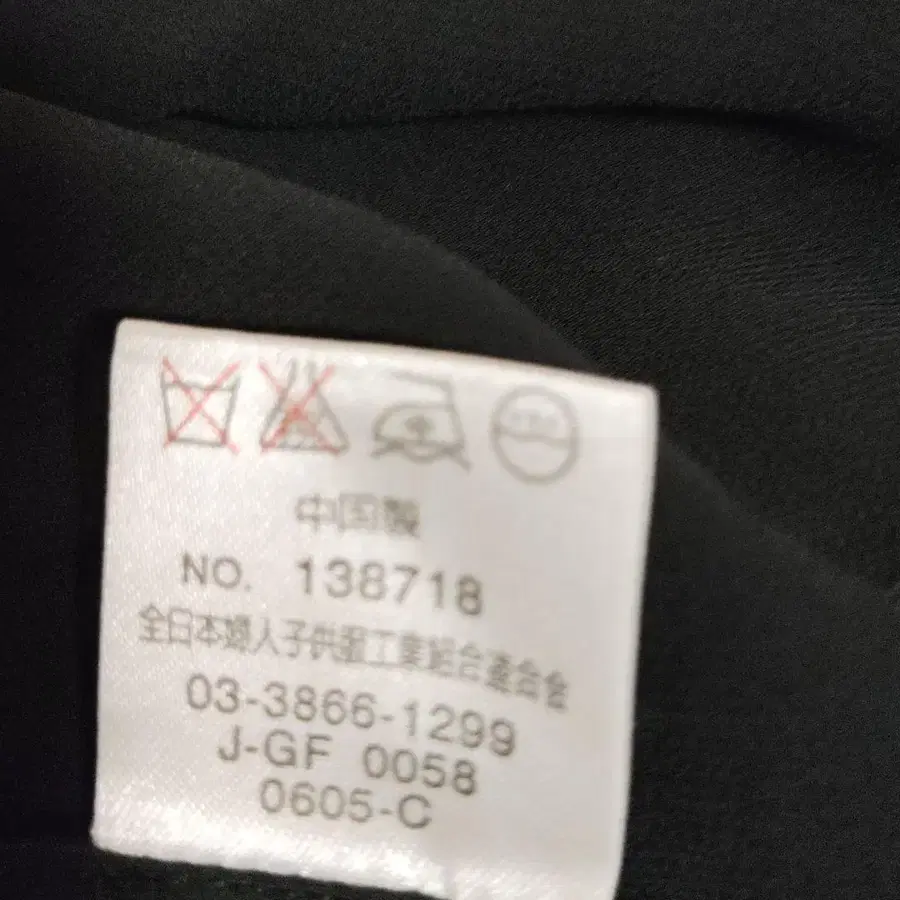 中国製
NO. 138718
全日本婦人子供服工業組合連合会
03-3866-1299
J-GF 0058
0605-C